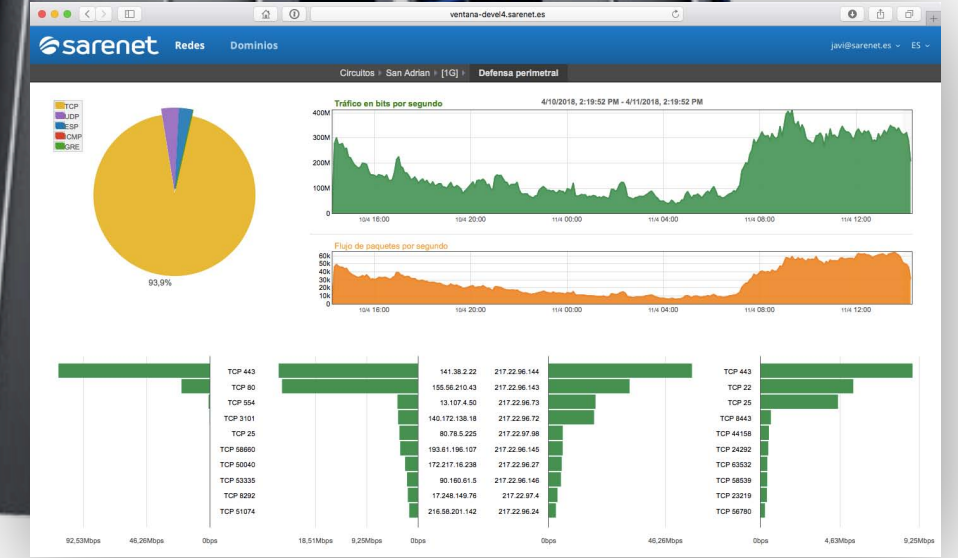 ventana-devel4.sarenet.es
sarenet Redes Dominios javi@sarenet.es ES
Circuitos San Adrian [1G] Defensa perimetral
TCP
UDP
ESP
ICMP
GRE
93,9%
Tráfico en bits por segundo 4/10/2018, 2:19:52 PM - 4/11/2018, 2:19:52 PM
400M
300M
200M
100M
0
10/4 16:00 10/4 20:00 11/4 00:00 11/4 04:00 11/4 08:00 11/4 12:00
Flujo de paquetes por segundo
60k
50k
40k
30k
20k
10k
0
10/4 16:00 10/4 20:00 11/4 00:00 11/4 04:00 11/4 08:00 11/4 12:00
TCP 443 141.38.2.22 217.22.96.144 TCP 443
TCP 80 155.56.210.43 217.22.96.143 TCP 22
TCP 554 13.107.4.50 217.22.96.73 TCP 25
TCP 3101 140.172.138.18 217.22.96.72 TCP 8443
TCP 25 80.78.5.225 217.22.97.98 TCP 44158
TCP 58660 193.61.196.107 217.22.96.145 TCP 24292
TCP 50040 172.217.16.238 217.22.96.27 TCP 63532
TCP 53335 90.160.61.5 217.22.96.146 TCP 58539
TCP 8292 17.248.149.76 217.22.97.4 TCP 23219
TCP 51074 216.58.201.142 217.22.96.24 TCP 56780
92,53Mbps 46,26Mbps 0bps 18,51Mbps 9,25Mbps 0bps 0bps 46,26Mbps 0bps 4,63Mbps 9,25Mbps